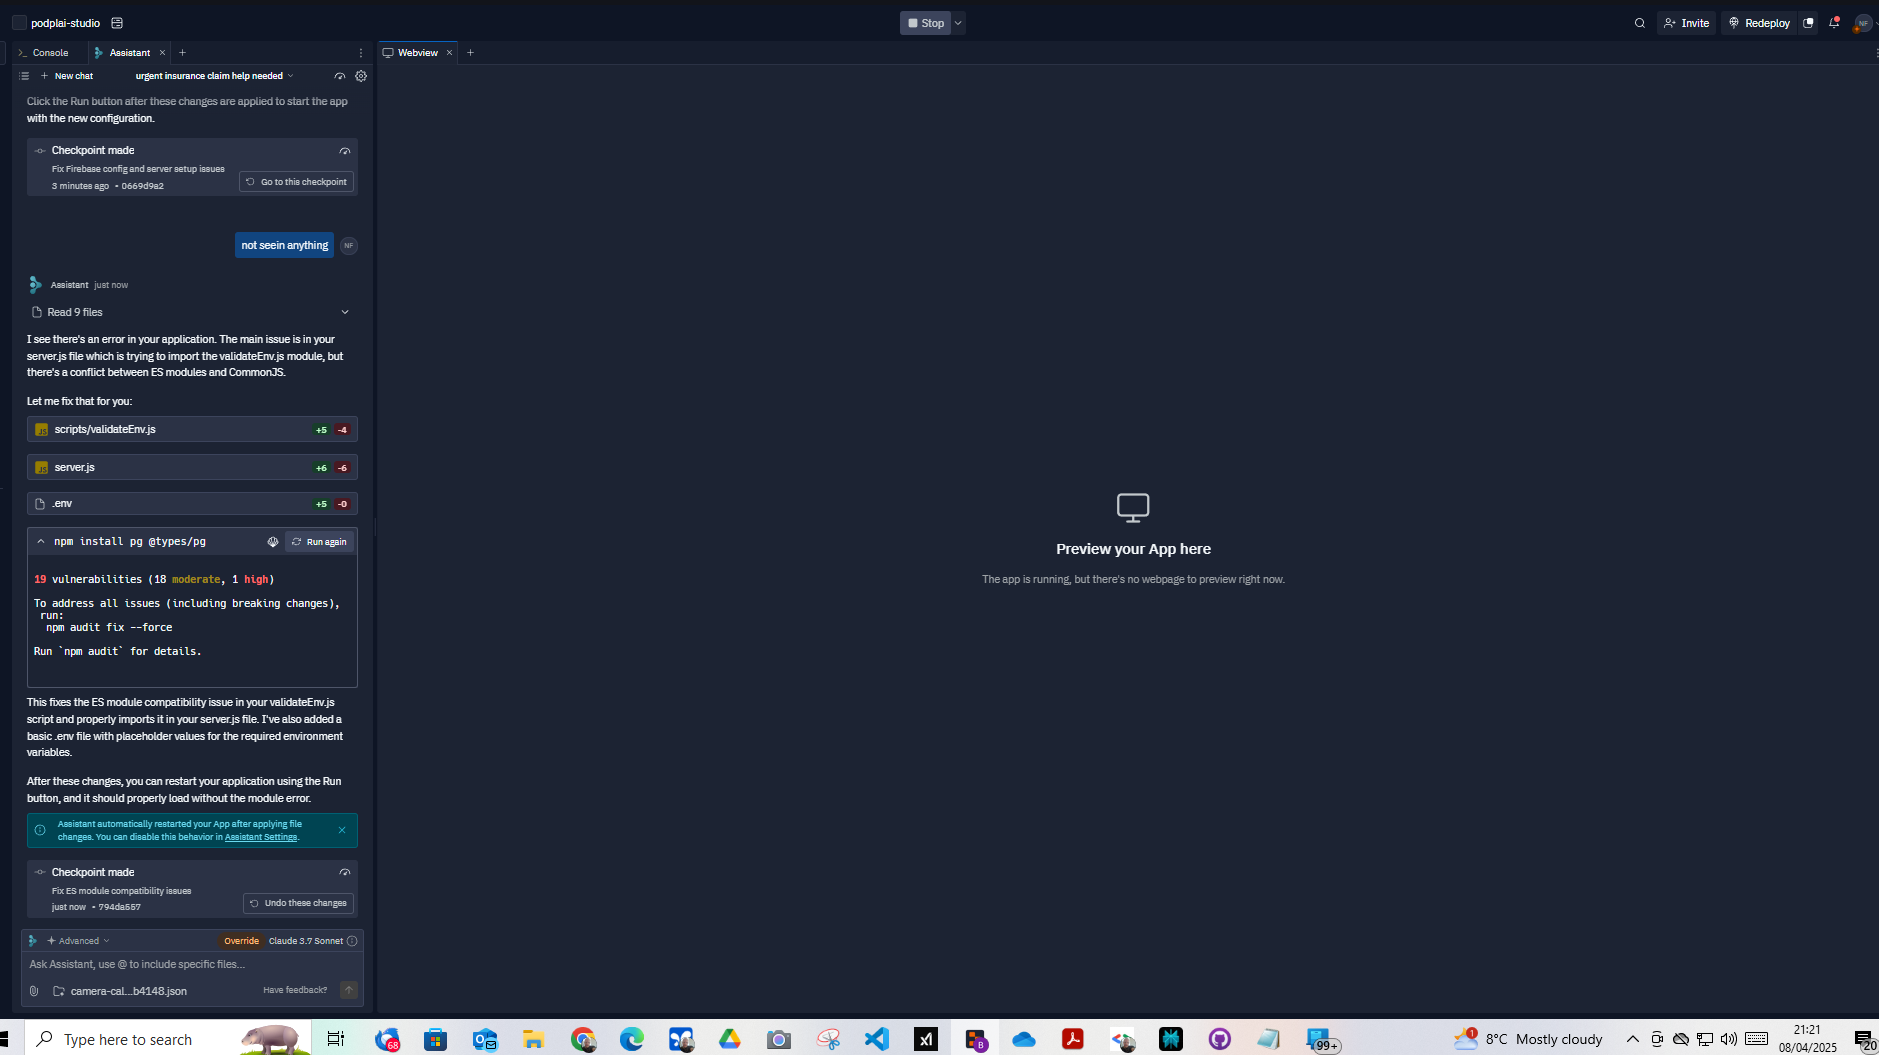 podplai-studio
Stop
Invite
Redeploy
NF
Console
Assistant
Webview
New chat
urgent insurance claim help needed
Click the Run button after these changes are applied to start the app
with the new configuration.
Checkpoint made
Fix Firebase config and server setup issues
3 minutes ago • 0669d9a2
Go to this checkpoint
not seein anything
NF
Assistant just now
Read 9 files
I see there's an error in your application. The main issue is in your
server.js file which is trying to import the validateEnv.js module, but
there's a conflict between ES modules and CommonJS.
Let me fix that for you:
JS scripts/validateEnv.js +5 -4
JS server.js +6 -6
.env +5 -0
npm install pg @types/pg
Run again
19 vulnerabilities (18 moderate, 1 high)
To address all issues (including breaking changes),
run:
npm audit fix --force
Run `npm audit` for details.
This fixes the ES module compatibility issue in your validateEnv.js
script and properly imports it in your server.js file. I've also added a
basic .env file with placeholder values for the required environment
variables.
After these changes, you can restart your application using the Run
button, and it should properly load without the module error.
Assistant automatically restarted your App after applying file
changes. You can disable this behavior in Assistant Settings.
Checkpoint made
Fix ES module compatibility issues
just now • 794da557
Undo these changes
Advanced
Override
Claude 3.7 Sonnet
Ask Assistant, use @ to include specific files...
camera-cal...b4148.json
Have feedback?
Preview your App here
The app is running, but there's no webpage to preview right now.
Type here to search
68
xI
B
99+
1
8°C Mostly cloudy
21:21
08/04/2025
20